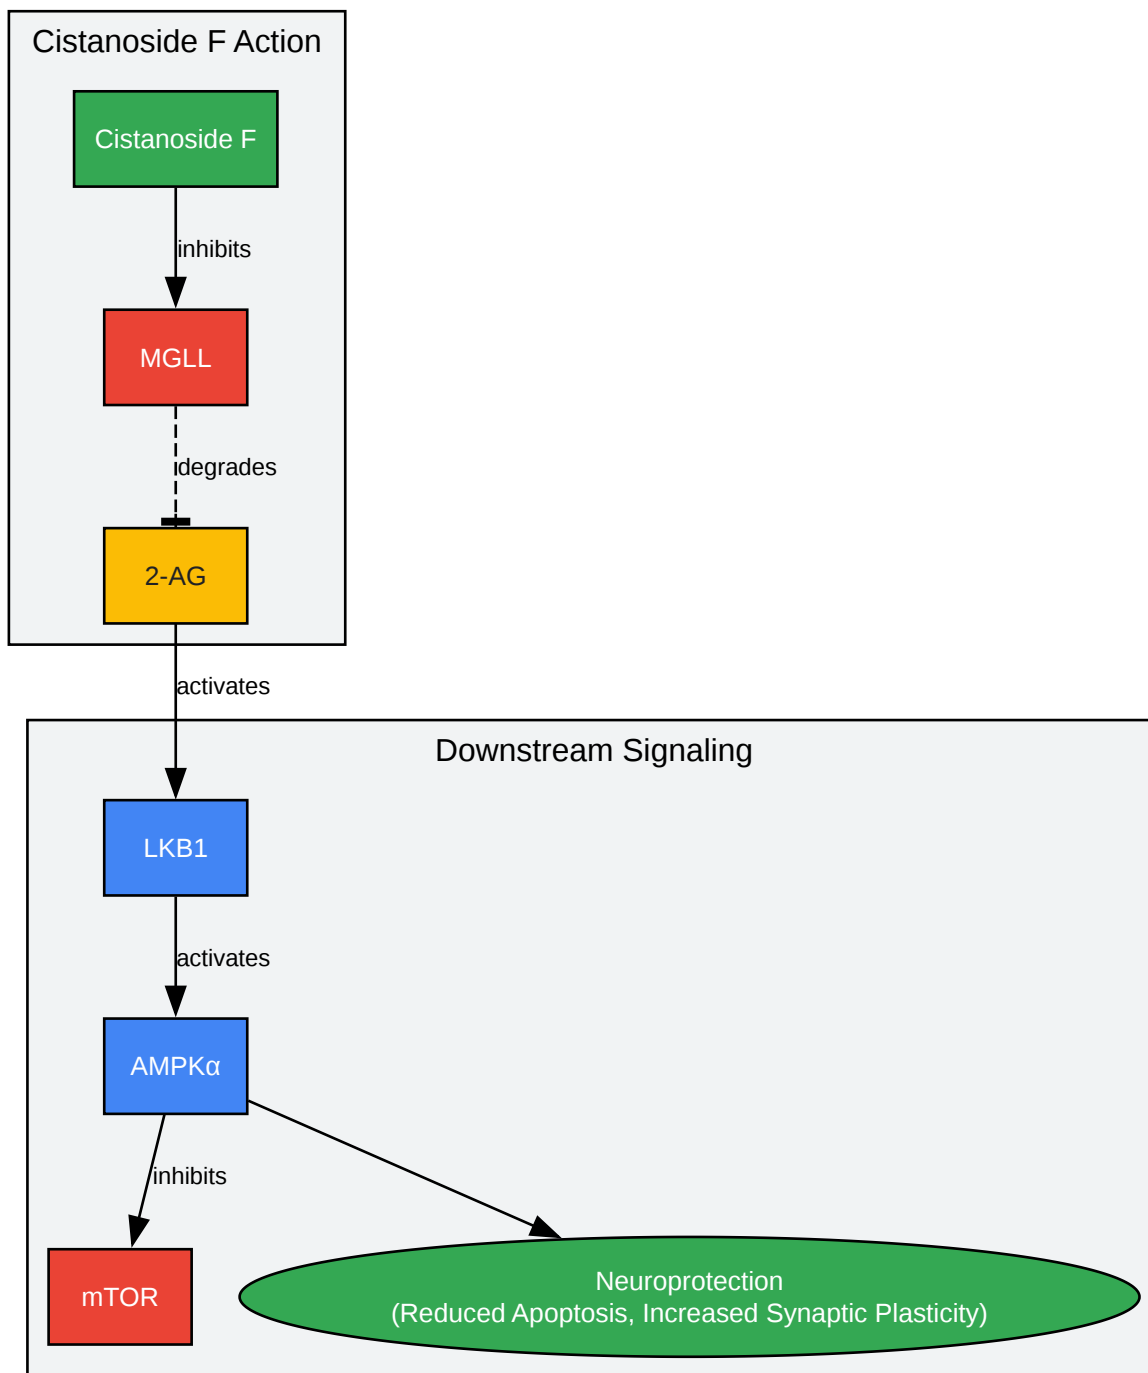 Cistanoside F Action
Cistanoside F
inhibits
MGLL
degrades
2-AG
activates
Downstream Signaling
LKB1
activates
AMPKα
inhibits
mTOR
Neuroprotection
(Reduced Apoptosis, Increased Synaptic Plasticity)